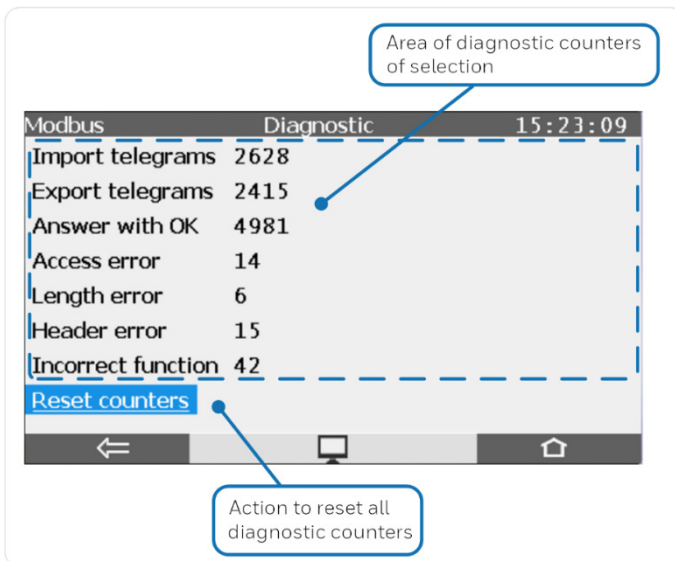 Area of diagnostic counters
of selection
Modbus Diagnostic 15:23:09
Import telegrams 2628
Export telegrams 2415
Answer with OK 4981
Access error 14
Length error 6
Header error 15
Incorrect function 42
Reset counters
Action to reset all
diagnostic counters